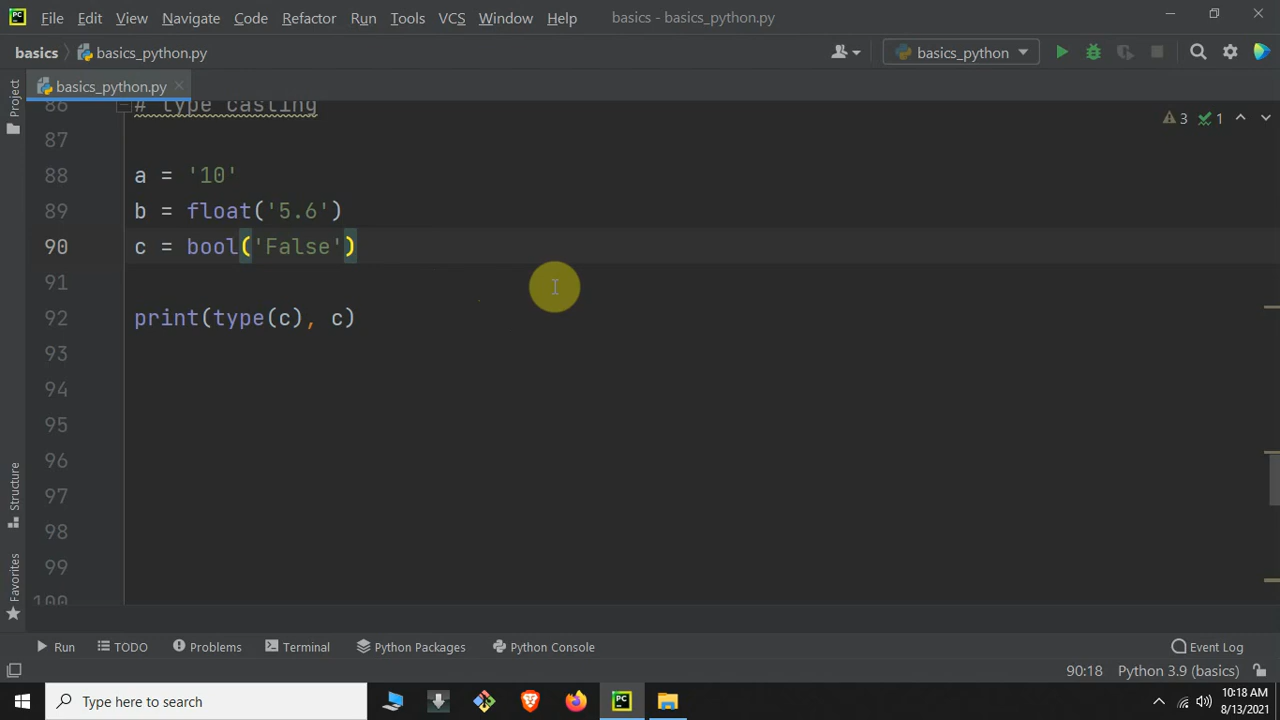 File Edit View Navigate Code Refactor Run Tools VCS Window Help basics - basics_python.py
basics basics_python.py basics_python
basics_python.py
Project
86 # type casting
3 1
87
88 a = '10'
89 b = float('5.6')
90 c = bool('False')
91
92 print(type(c), c)
93
94
95
96
97
98
99
100
Structure
Favorites
Run TODO Problems Terminal Python Packages Python Console Event Log
90:18 Python 3.9 (basics)
Type here to search
10:18 AM
8/13/2021